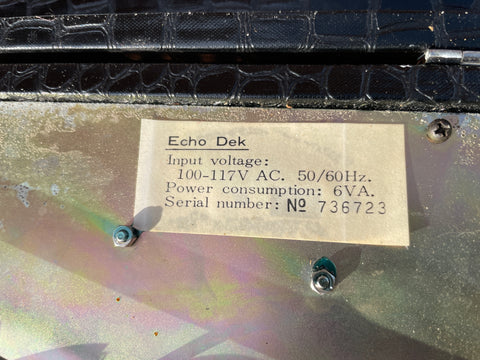 Echo Dek
Input voltage:
100-117V AC. 50/60Hz.
Power consumption: 6VA.
Serial number: Nº 736723